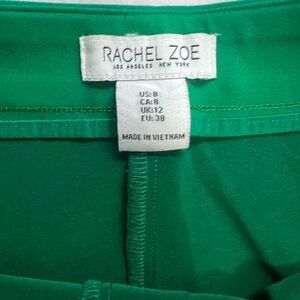 RACHEL ZOE
LOS ANGELES NEW YORK
US:8
CA:8
UK:12
EU:38
MADE IN VIETNAM